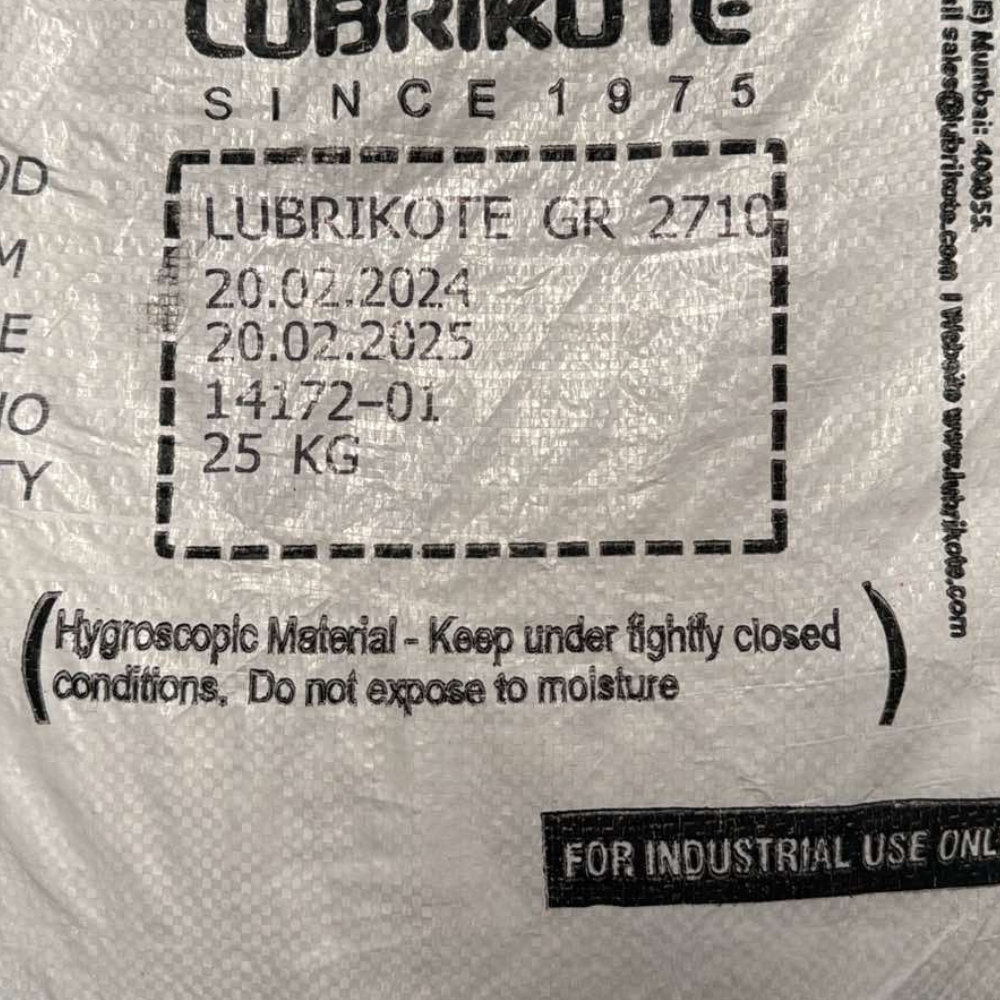 LUBRIKOTE
SINCE 1975
LUBRIKOTE GR 2710
20.02.2024
20.02.2025
14172-01
25 KG
OD
M
E
TY
Hygroscopic Material - Keep under tightly closed
conditions. Do not expose to moisture
FOR INDUSTRIAL USE ONL
E) Mumbai: 400055.
il sales@lubrikote.com | Website www.lubrikote.com